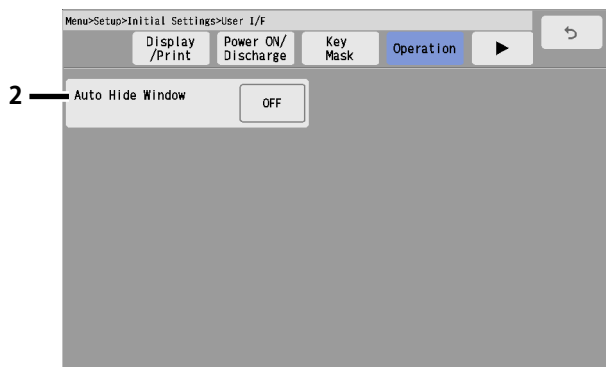 Menu>Setup>Initial Settings>User I/F
Display
/Print
Power ON/
Discharge
Key
Mask
Operation
2
Auto Hide Window
OFF